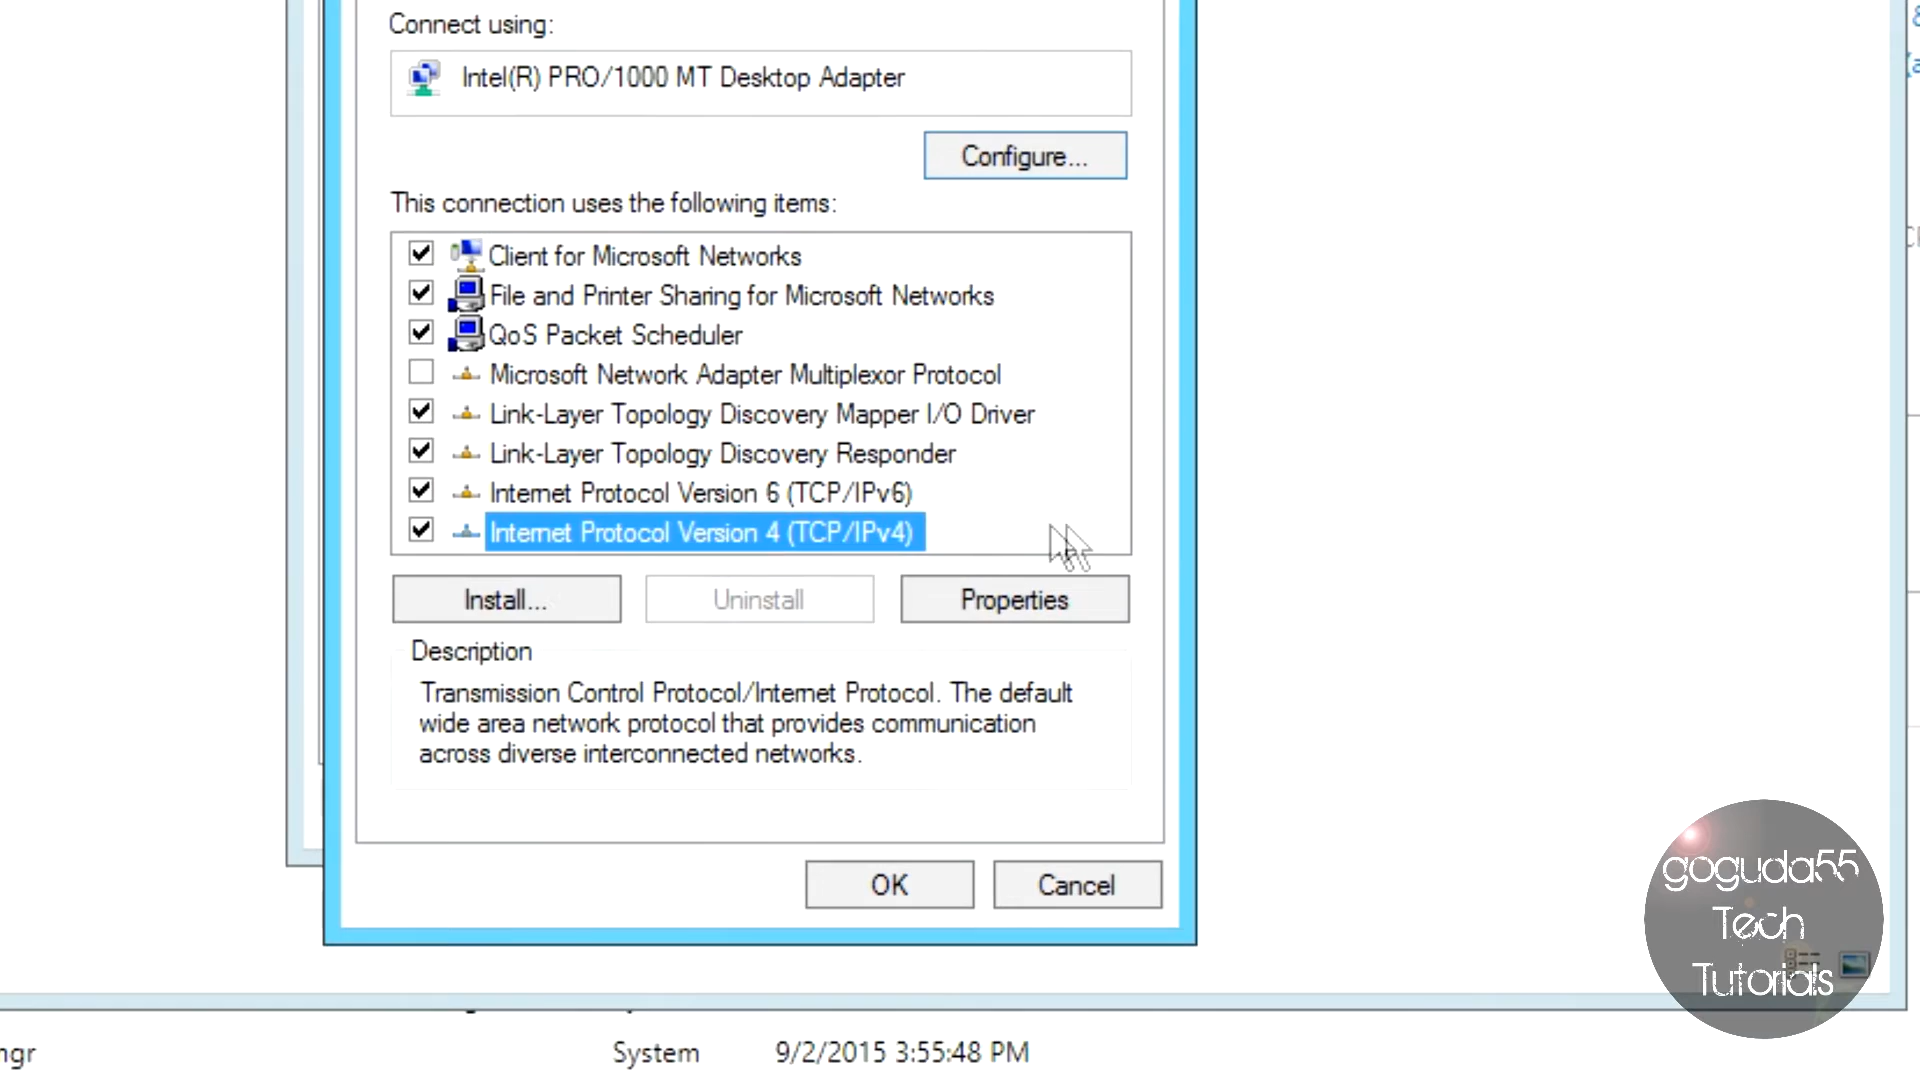 Connect using:
Intel(R) PRO/1000 MT Desktop Adapter
Configure...
This connection uses the following items:
Client for Microsoft Networks
File and Printer Sharing for Microsoft Networks
QoS Packet Scheduler
Microsoft Network Adapter Multiplexor Protocol
Link-Layer Topology Discovery Mapper I/O Driver
Link-Layer Topology Discovery Responder
Internet Protocol Version 6 (TCP/IPv6)
Internet Protocol Version 4 (TCP/IPv4)
Install... Uninstall Properties
Description
Transmission Control Protocol/Internet Protocol. The default
wide area network protocol that provides communication
across diverse interconnected networks.
OK Cancel
goguda55
Tech
Tutorials
System 9/2/2015 3:55:48 PM